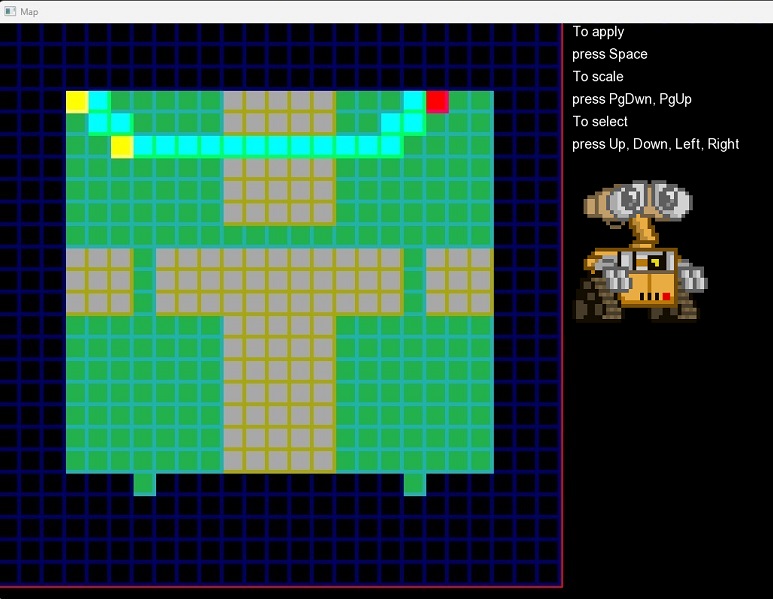 Map
To apply
press Space
To scale
press PgDwn, PgUp
To select
press Up, Down, Left, Right